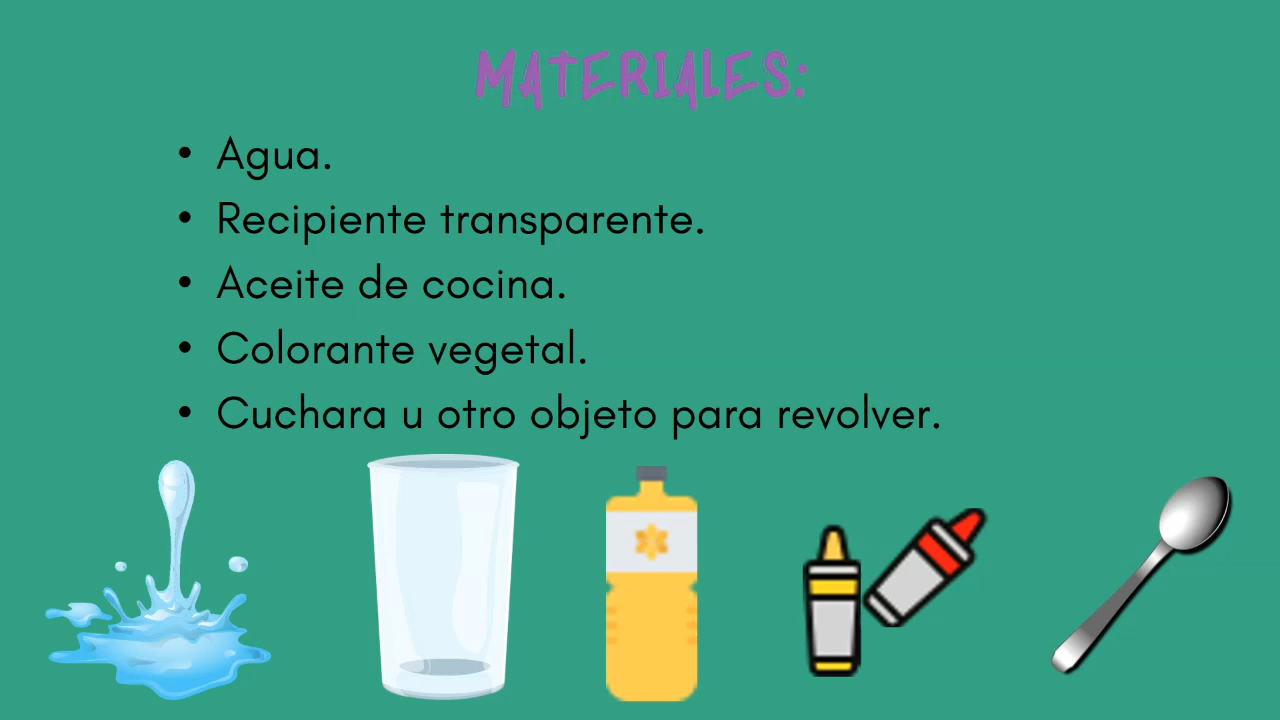 MATERIALES:
• Agua.
• Recipiente transparente.
• Aceite de cocina.
• Colorante vegetal.
• Cuchara u otro objeto para revolver.